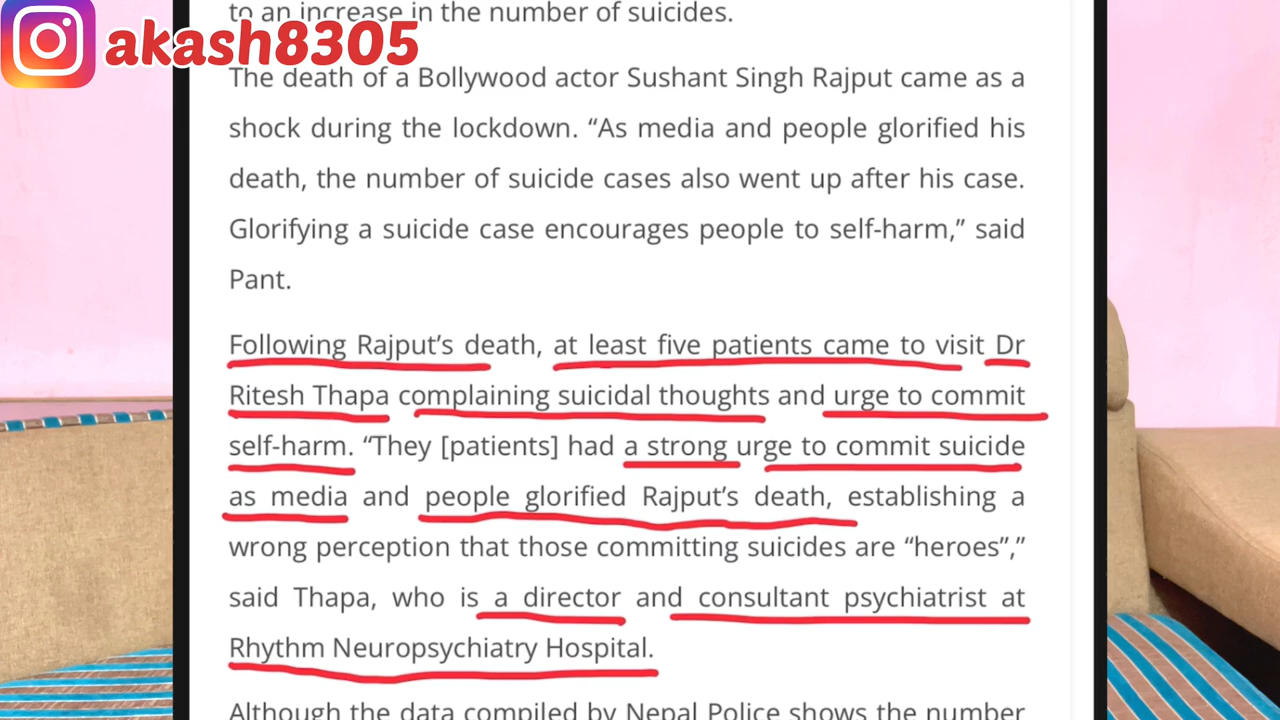 to an increase in the number of suicides.
akash8305
The death of a Bollywood actor Sushant Singh Rajput came as a
shock during the lockdown. “As media and people glorified his
death, the number of suicide cases also went up after his case.
Glorifying a suicide case encourages people to self-harm,” said
Pant.
Following Rajput’s death, at least five patients came to visit Dr
Ritesh Thapa complaining suicidal thoughts and urge to commit
self-harm. “They [patients] had a strong urge to commit suicide
as media and people glorified Rajput’s death, establishing a
wrong perception that those committing suicides are “heroes”,”
said Thapa, who is a director and consultant psychiatrist at
Rhythm Neuropsychiatry Hospital.
Although the data compiled by Nepal Police shows the number